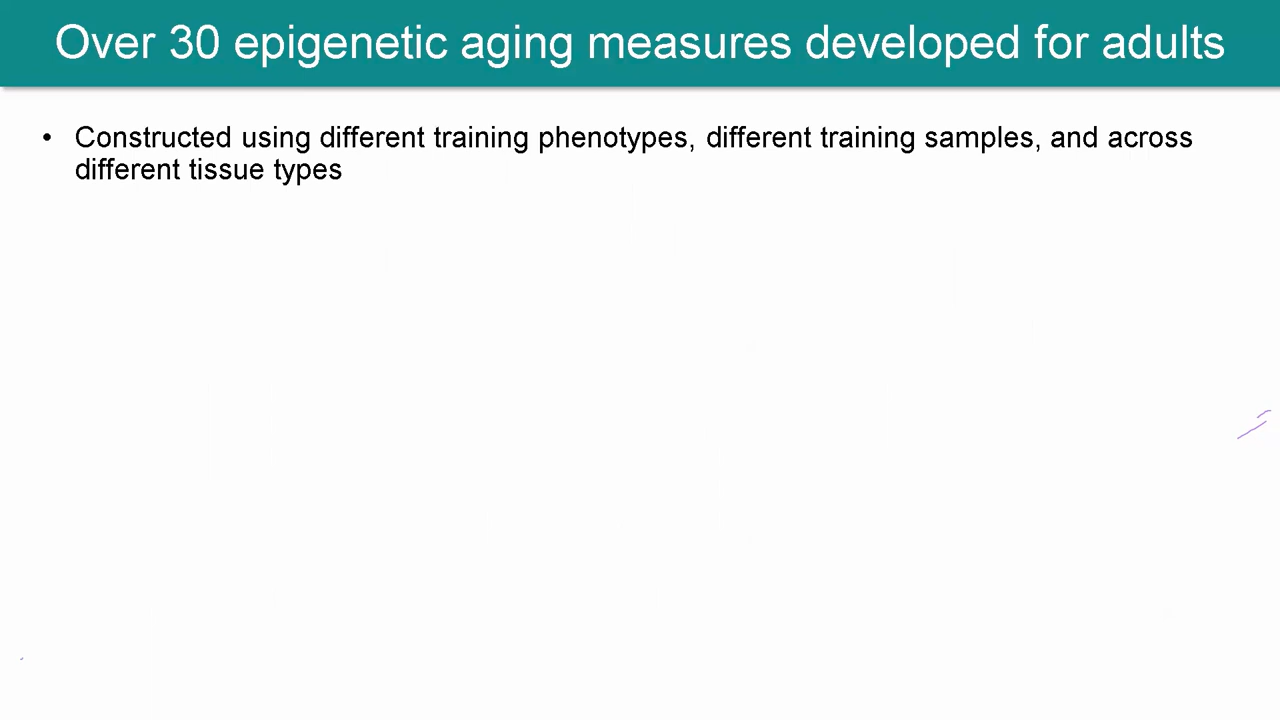 Over 30 epigenetic aging measures developed for adults
• Constructed using different training phenotypes, different training samples, and across
different tissue types